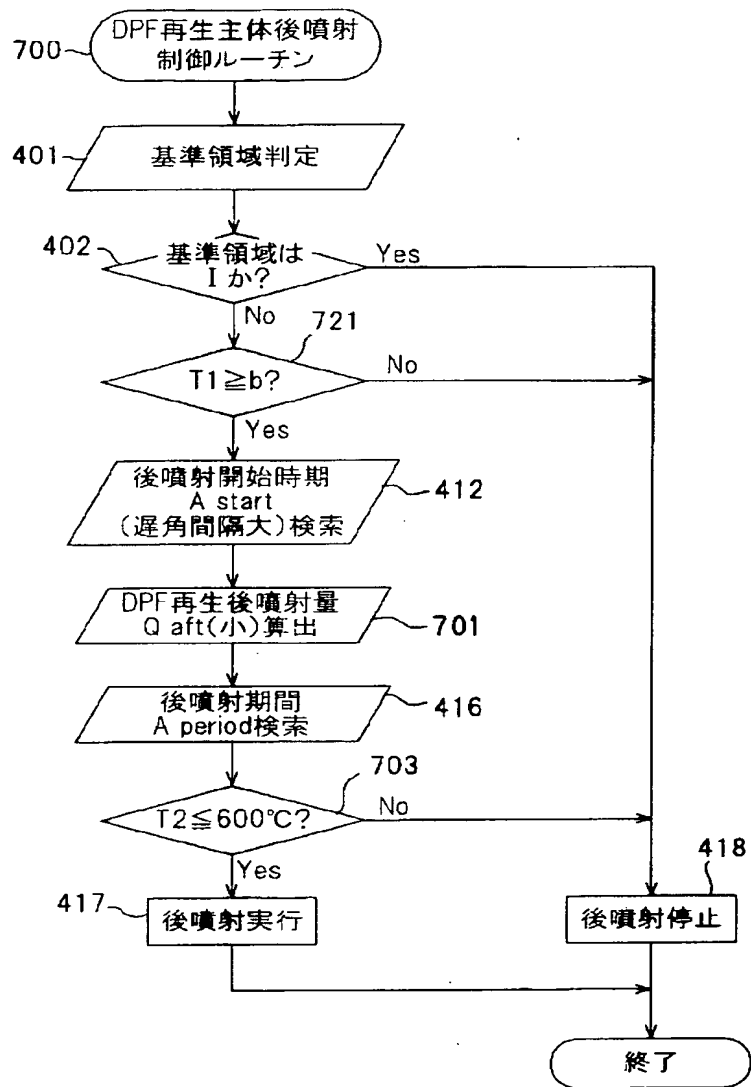 DPF再生主体後噴射
制御ルーチン
700
401
基準領域判定
402
基準領域は
Iか?
Yes
No
721
T1≧b?
No
Yes
後噴射開始時期
A start
(遅角間隔大)検索
412
DPF再生後噴射量
Q aft(小)算出
701
後噴射期間
A period検索
416
703
T2≦600℃?
No
Yes
417
後噴射実行
418
後噴射停止
終了